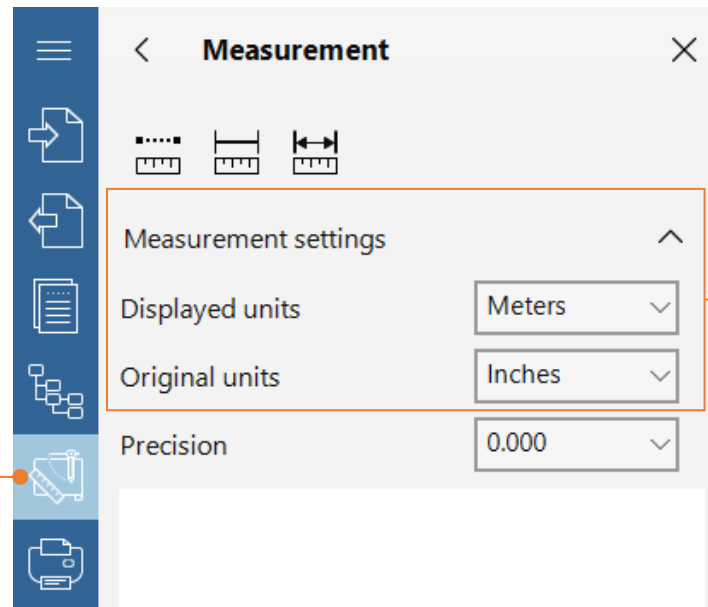 Measurement
Measurement settings
Displayed units Meters
Original units Inches
Precision 0.000